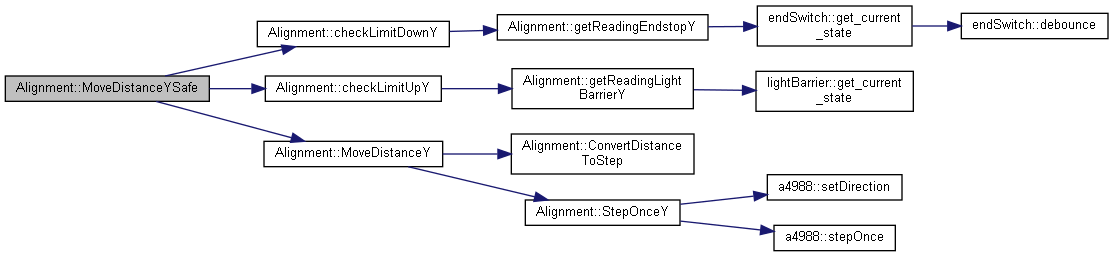 Alignment::MoveDistanceYSafe
Alignment::checkLimitDownY
Alignment::getReadingEndstopY
endSwitch::get_current
_state
endSwitch::debounce
Alignment::checkLimitUpY
Alignment::getReadingLight
BarrierY
lightBarrier::get_current
_state
Alignment::MoveDistanceY
Alignment::ConvertDistance
ToStep
Alignment::StepOnceY
a4988::setDirection
a4988::stepOnce